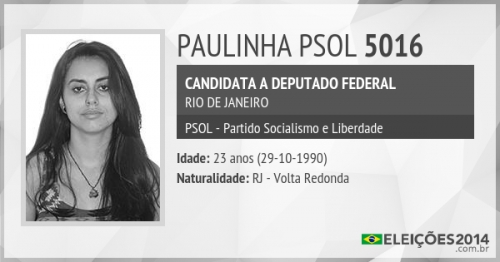 PAULINHA PSOL 5016
CANDIDATA A DEPUTADO FEDERAL
RIO DE JANEIRO
PSOL - Partido Socialismo e Liberdade
Idade: 23 anos (29-10-1990)
Naturalidade: RJ - Volta Redonda
ELEIÇÕES2014
.com.br